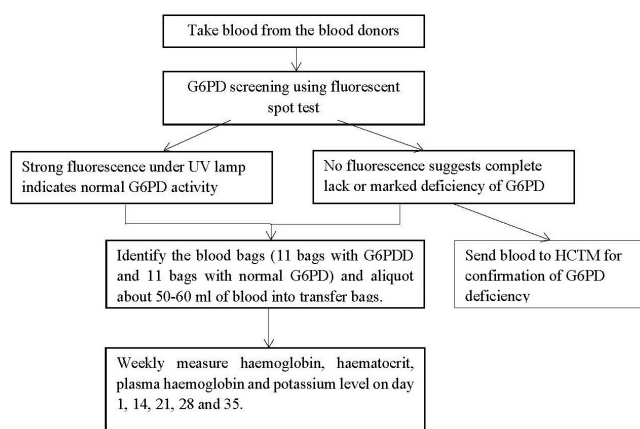 Take blood from the blood donors
G6PD screening using fluorescent
spot test
Strong fluorescence under UV lamp
indicates normal G6PD activity
No fluorescence suggests complete
lack or marked deficiency of G6PD
Identify the blood bags (11 bags with G6PDD
and 11 bags with normal G6PD) and aliquot
about 50-60 ml of blood into transfer bags.
Send blood to HCTM for
confirmation of G6PD
deficiency
Weekly measure haemoglobin, haematocrit,
plasma haemoglobin and potassium level on day
1, 14, 21, 28 and 35.